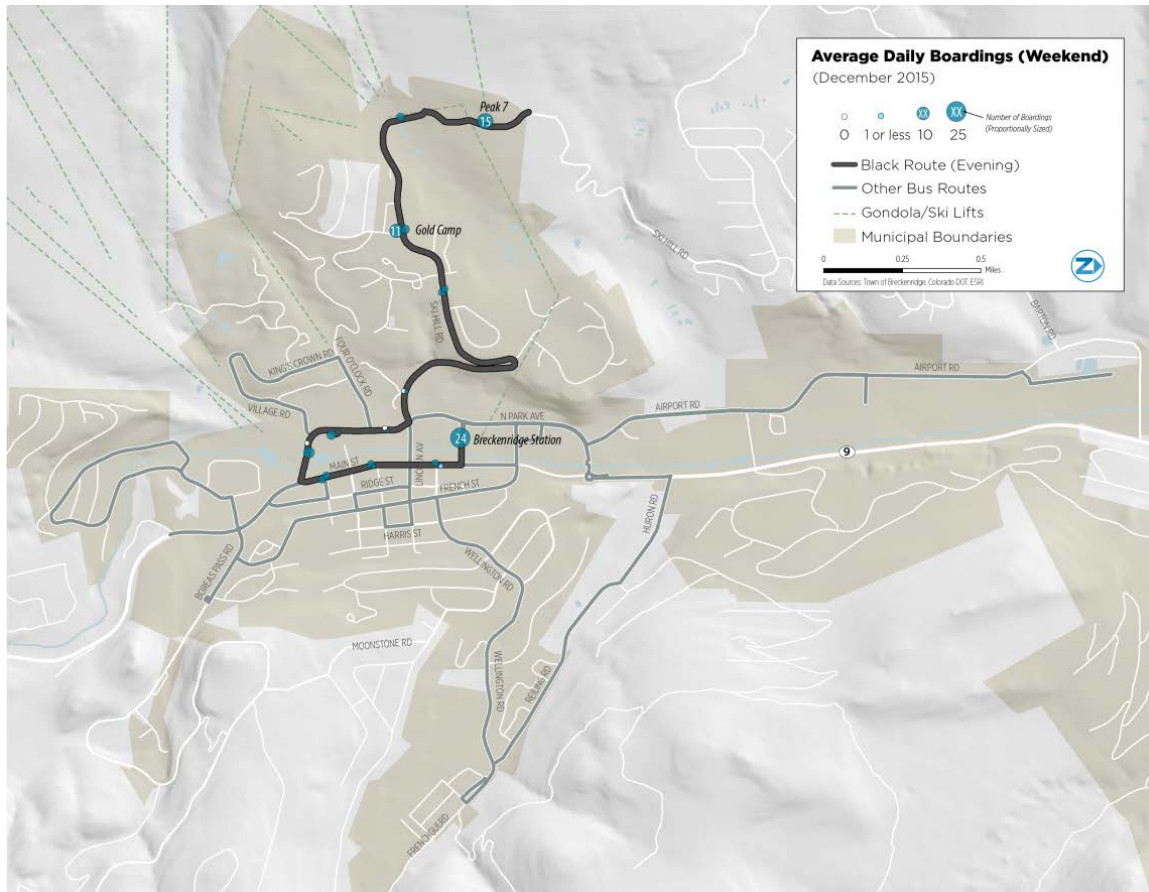 Average Daily Boardings (Weekend)
(December 2015)
XX XX
Number of Boardings
(Proportionally Sized)
0 1 or less 10 25
Black Route (Evening)
Other Bus Routes
Gondola/Ski Lifts
Municipal Boundaries
0 0.25 0.5
Miles
Data Sources: Town of Breckenridge, Colorado DOT, ESRI
Z
Peak 7
15
11 Gold Camp
SKI HILL RD
SKI HILL RD
BARTON RD
KING'S CROWN RD
FOUR O'CLOCK RD
AIRPORT RD
VILLAGE RD
N PARK AVE
AIRPORT RD
24 Breckenridge Station
LINCOLN AV
9
MAIN ST
RIDGE ST
FRENCH ST
HARRIS ST
HURON RD
WELLINGTON RD
BOREAS PASS RD
MOONSTONE RD
WELLINGTON RD
REILING RD